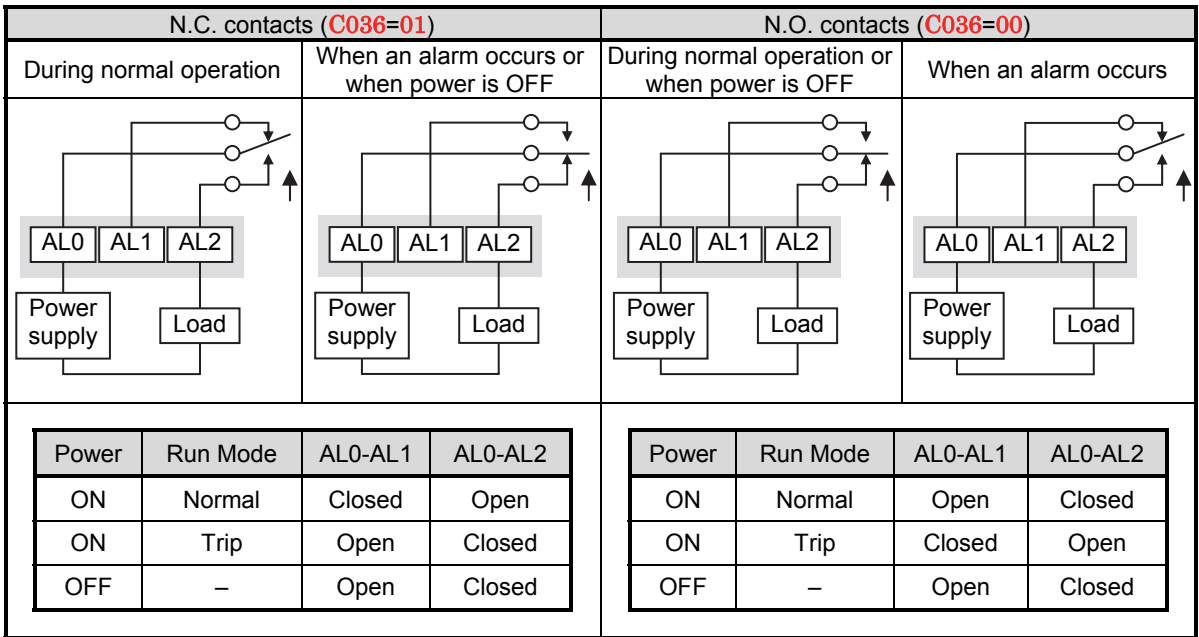 N.C. contacts (C036=01)
N.O. contacts (C036=00)
During normal operation
When an alarm occurs or
when power is OFF
During normal operation or
when power is OFF
When an alarm occurs
AL0 AL1 AL2
Power
supply
Load
AL0 AL1 AL2
Power
supply
Load
AL0 AL1 AL2
Power
supply
Load
AL0 AL1 AL2
Power
supply
Load
Power Run Mode AL0-AL1 AL0-AL2
ON Normal Closed Open
ON Trip Open Closed
OFF – Open Closed
Power Run Mode AL0-AL1 AL0-AL2
ON Normal Open Closed
ON Trip Closed Open
OFF – Open Closed